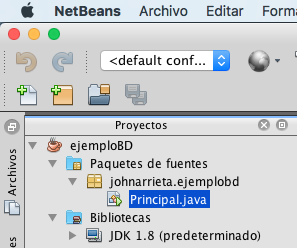 NetBeans Archivo Editar
<default conf...
Proyectos
Archivos
ejemploBD
Paquetes de fuentes
johnarrieta.ejemplobd
Principal.java
Bibliotecas
JDK 1.8 (predeterminado)